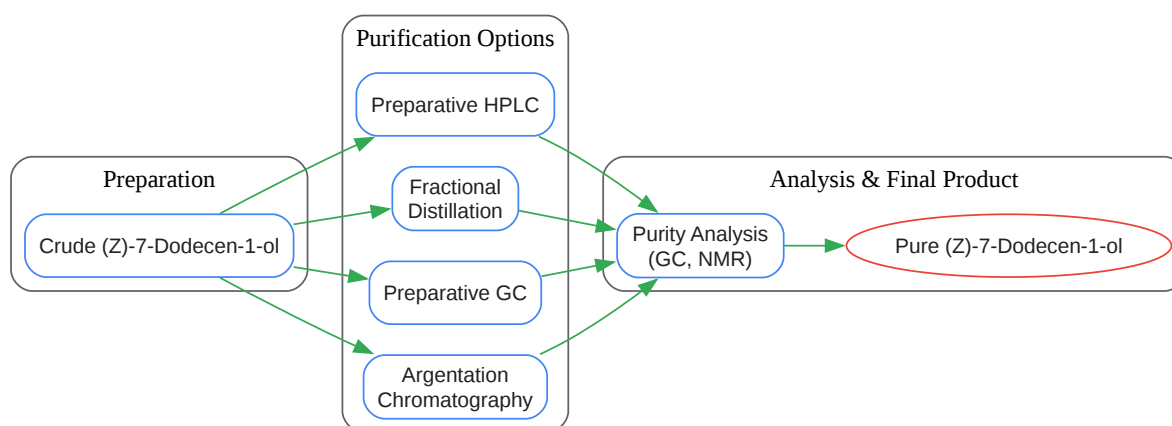 Preparation
Crude (Z)-7-Dodecen-1-ol
Purification Options
Preparative HPLC
Fractional
Distillation
Preparative GC
Argentation
Chromatography
Analysis & Final Product
Purity Analysis
(GC, NMR)
Pure (Z)-7-Dodecen-1-ol